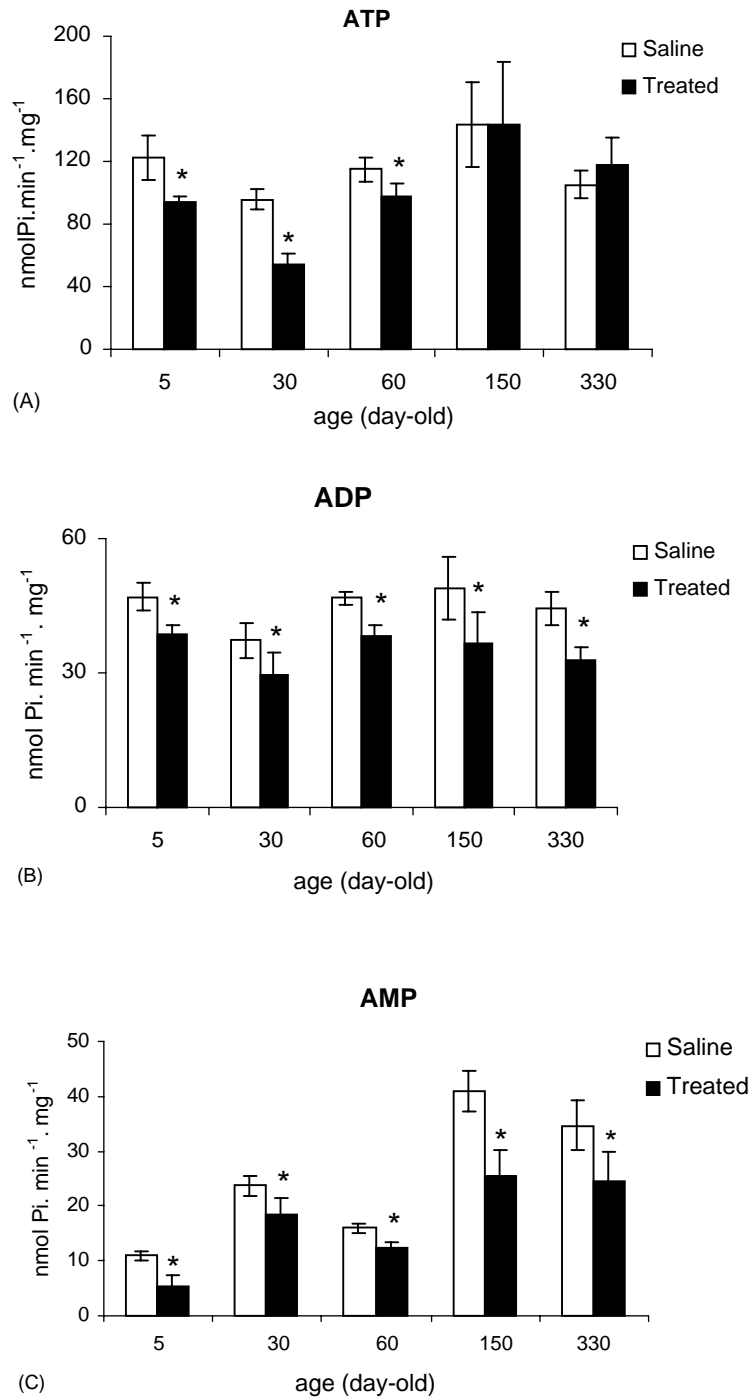 ATP
200
160
120
80
40
0
nmolPi.min⁻¹.mg⁻¹
Saline
Treated
* * *
5 30 60 150 330
age (day-old)
(A)
ADP
60
30
0
nmol Pi. min⁻¹ . mg⁻¹
Saline
Treated
* * * * *
5 30 60 150 330
age (day-old)
(B)
AMP
50
40
30
20
10
0
nmol Pi. min⁻¹. mg⁻¹
Saline
Treated
* * * * *
5 30 60 150 330
age (day-old)
(C)